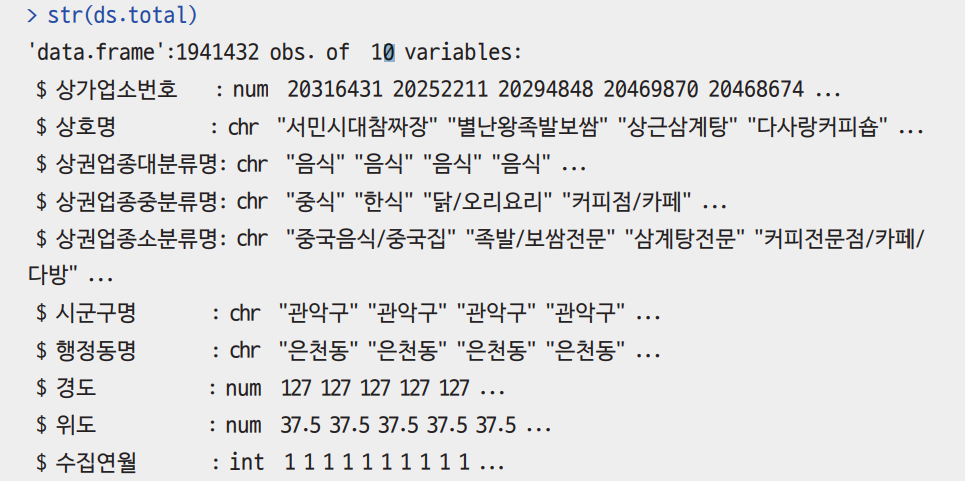 > str(ds.total)
'data.frame':1941432 obs. of 10 variables:
$ 상가업소번호 : num 20316431 20252211 20294848 20469870 20468674 ...
$ 상호명 : chr "서민시대참짜장" "별난왕족발보쌈" "상근삼계탕" "다사랑커피숍" ...
$ 상권업종대분류명: chr "음식" "음식" "음식" "음식" ...
$ 상권업종중분류명: chr "중식" "한식" "닭/오리요리" "커피점/카페" ...
$ 상권업종소분류명: chr "중국음식/중국집" "족발/보쌈전문" "삼계탕전문" "커피전문점/카페/
다방" ...
$ 시군구명 : chr "관악구" "관악구" "관악구" "관악구" ...
$ 행정동명 : chr "은천동" "은천동" "은천동" "은천동" ...
$ 경도 : num 127 127 127 127 127 ...
$ 위도 : num 37.5 37.5 37.5 37.5 37.5 ...
$ 수집연월 : int 1 1 1 1 1 1 1 1 1 1 ...